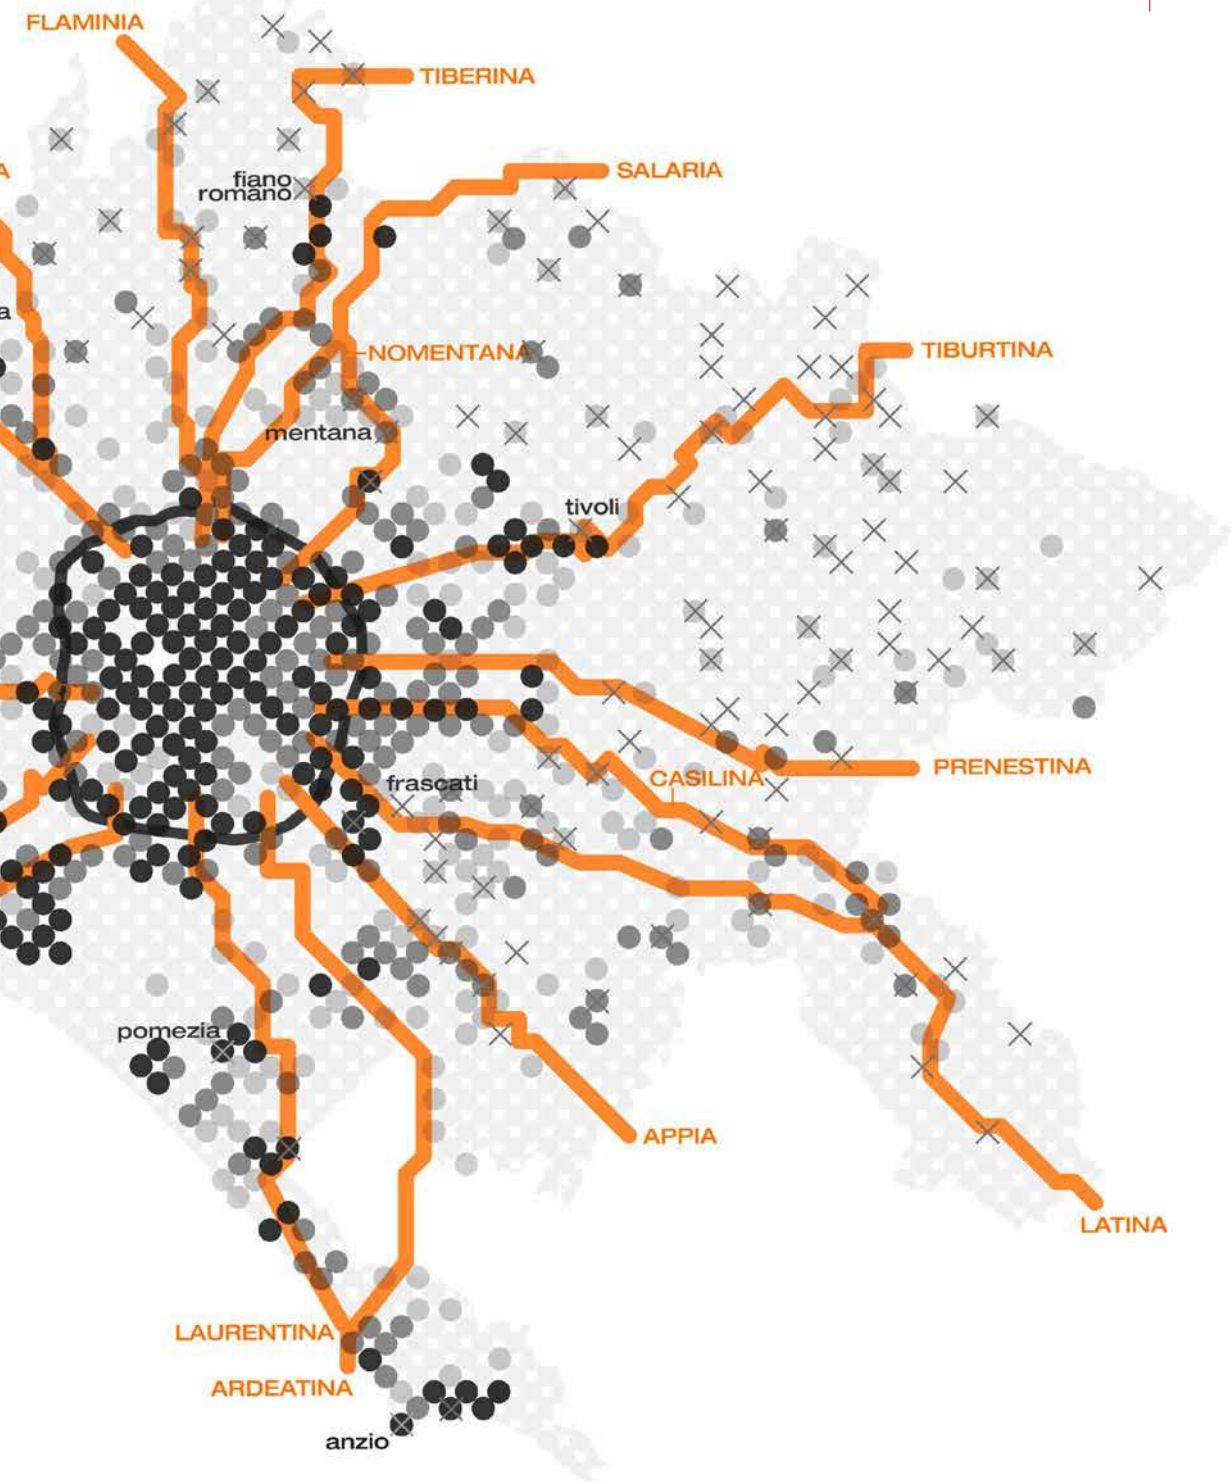 FLAMINIA
TIBERINA
A
SALARIA
fiano
romano
a
NOMENTANA
TIBURTINA
mentana
tivoli
PRENESTINA
CASILINA
frascati
pomezia
APPIA
LATINA
LAURENTINA
ARDEATINA
anzio